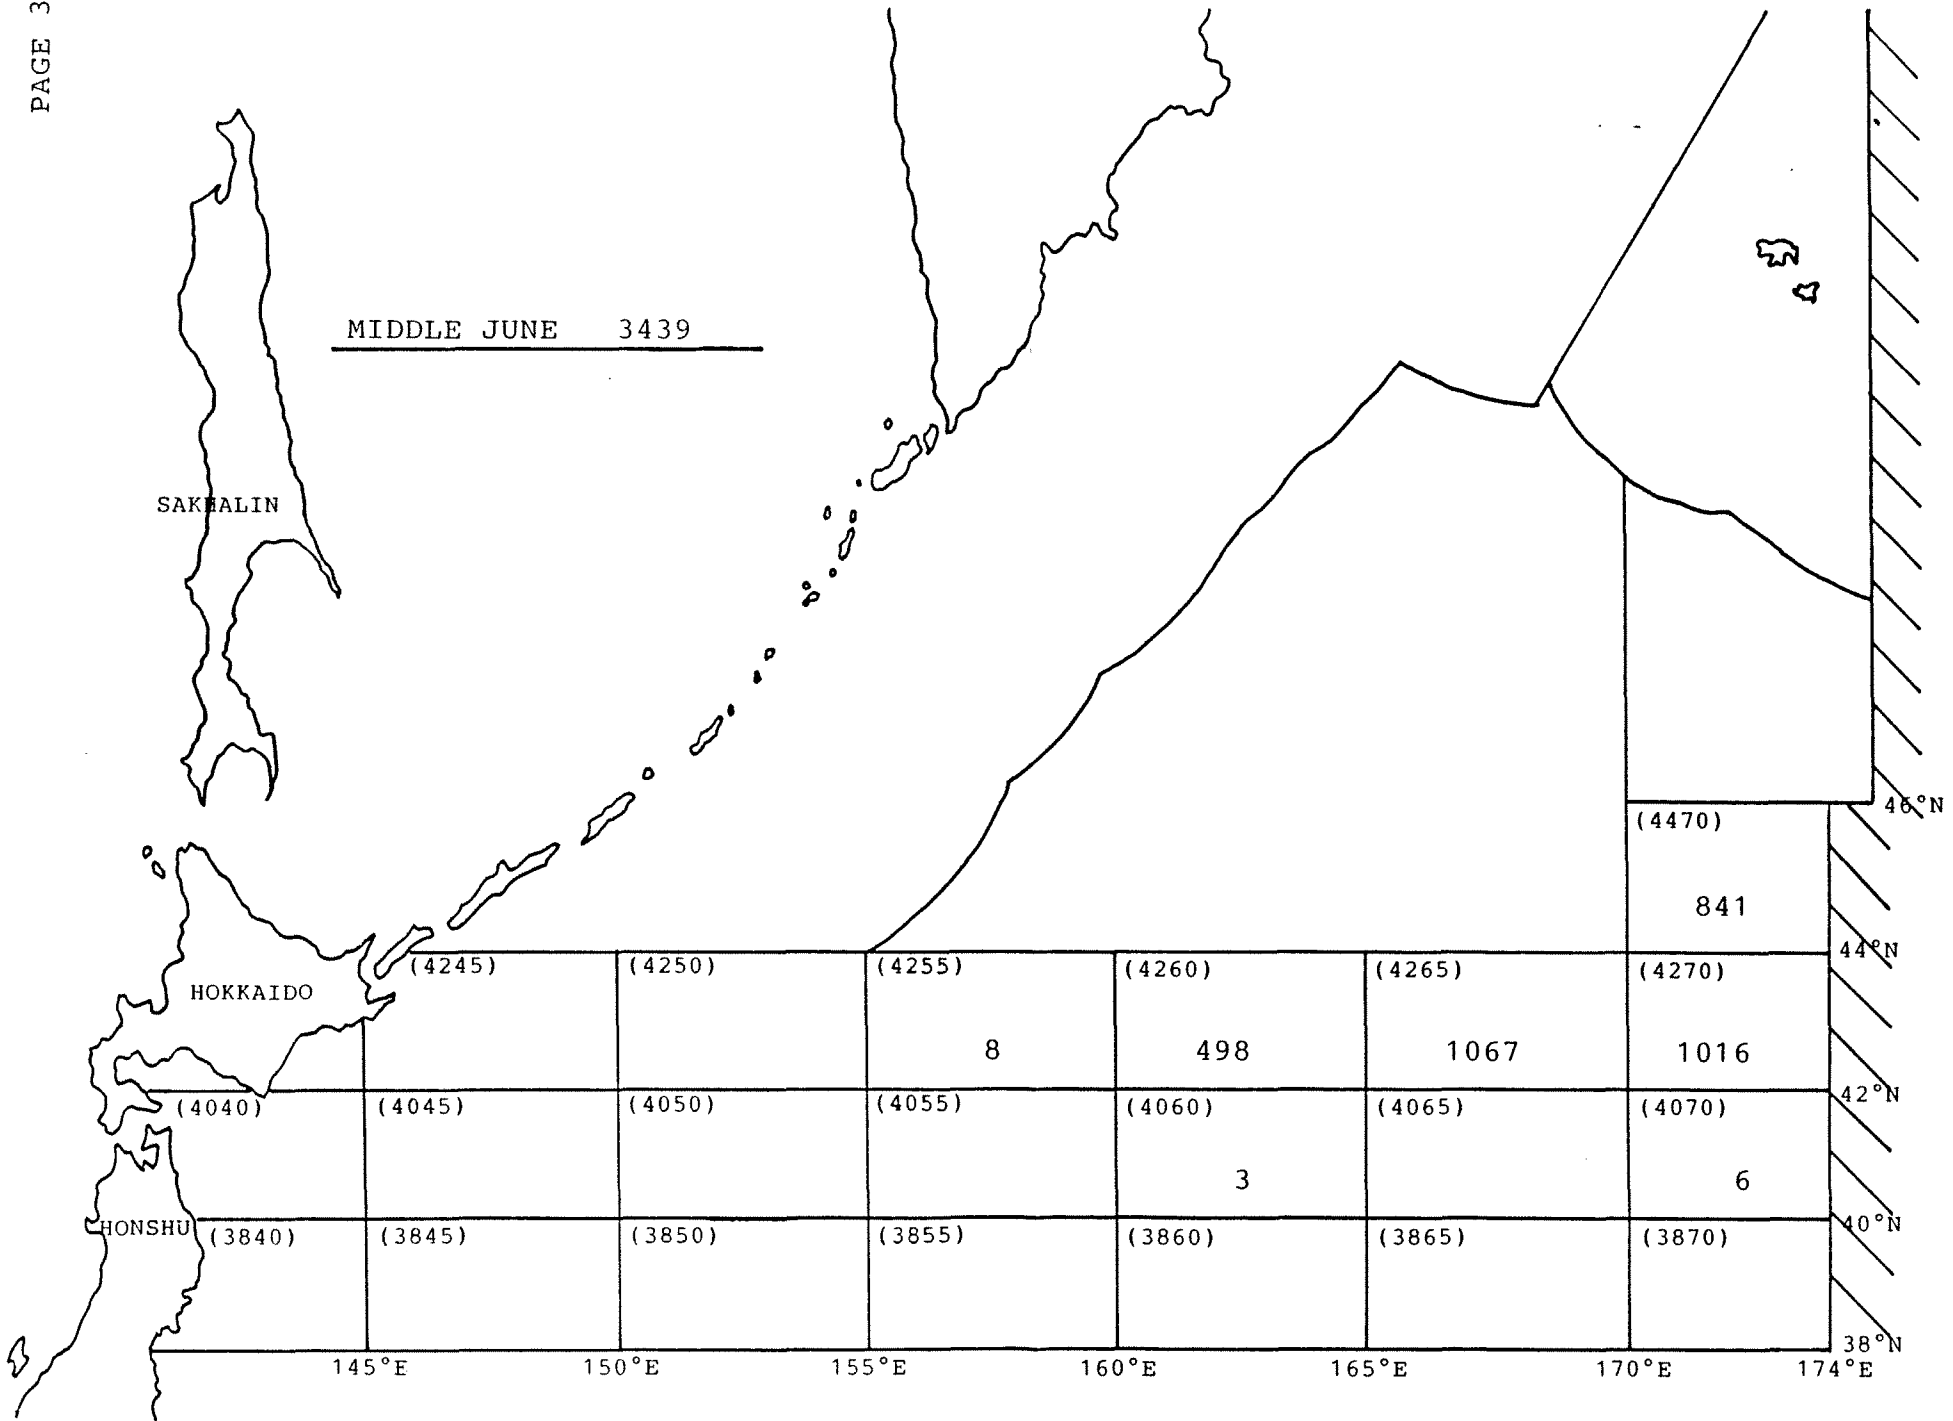 PAGE 3
MIDDLE JUNE 3439
SAKHALIN
46°N
(4470)
841
44°N
(4245) (4250) (4255) (4260) (4265) (4270)
HOKKAIDO
8 498 1067 1016
42°N
(4040) (4045) (4050) (4055) (4060) (4065) (4070)
3 6
40°N
HONSHU (3840) (3845) (3850) (3855) (3860) (3865) (3870)
38°N
145°E 150°E 155°E 160°E 165°E 170°E 174°E